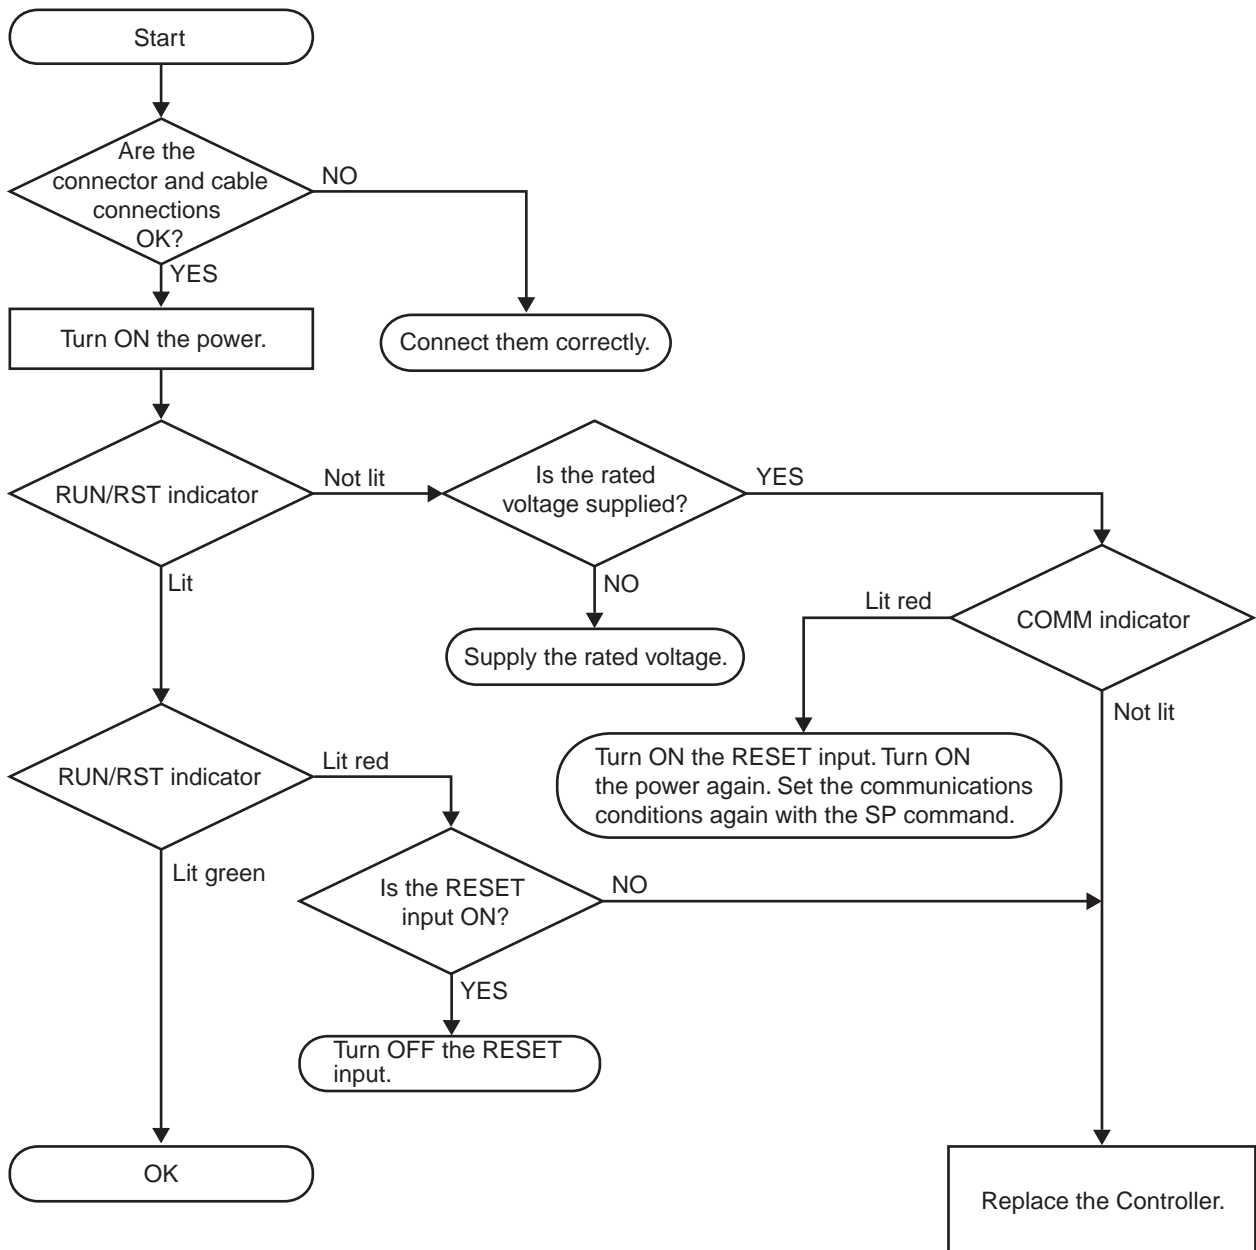 Start
Are the
connector and cable
connections
OK?
NO
YES
Turn ON the power.
Connect them correctly.
RUN/RST indicator
Not lit
Is the rated
voltage supplied?
YES
Lit
NO
Lit red
COMM indicator
Supply the rated voltage.
Not lit
Turn ON the RESET input. Turn ON
the power again. Set the communications
conditions again with the SP command.
RUN/RST indicator
Lit red
Lit green
Is the RESET
input ON?
NO
YES
Turn OFF the RESET
input.
OK
Replace the Controller.